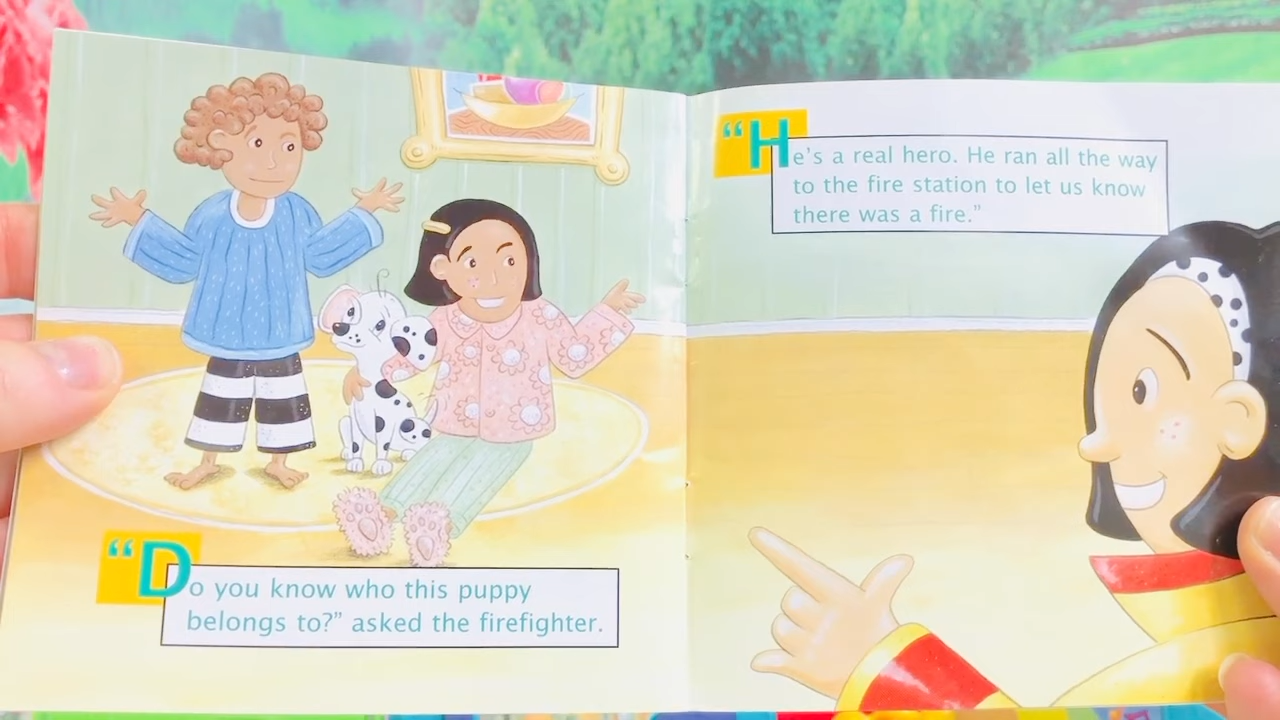 “Do you know who this puppy
belongs to?” asked the firefighter.
“He’s a real hero. He ran all the way
to the fire station to let us know
there was a fire.”